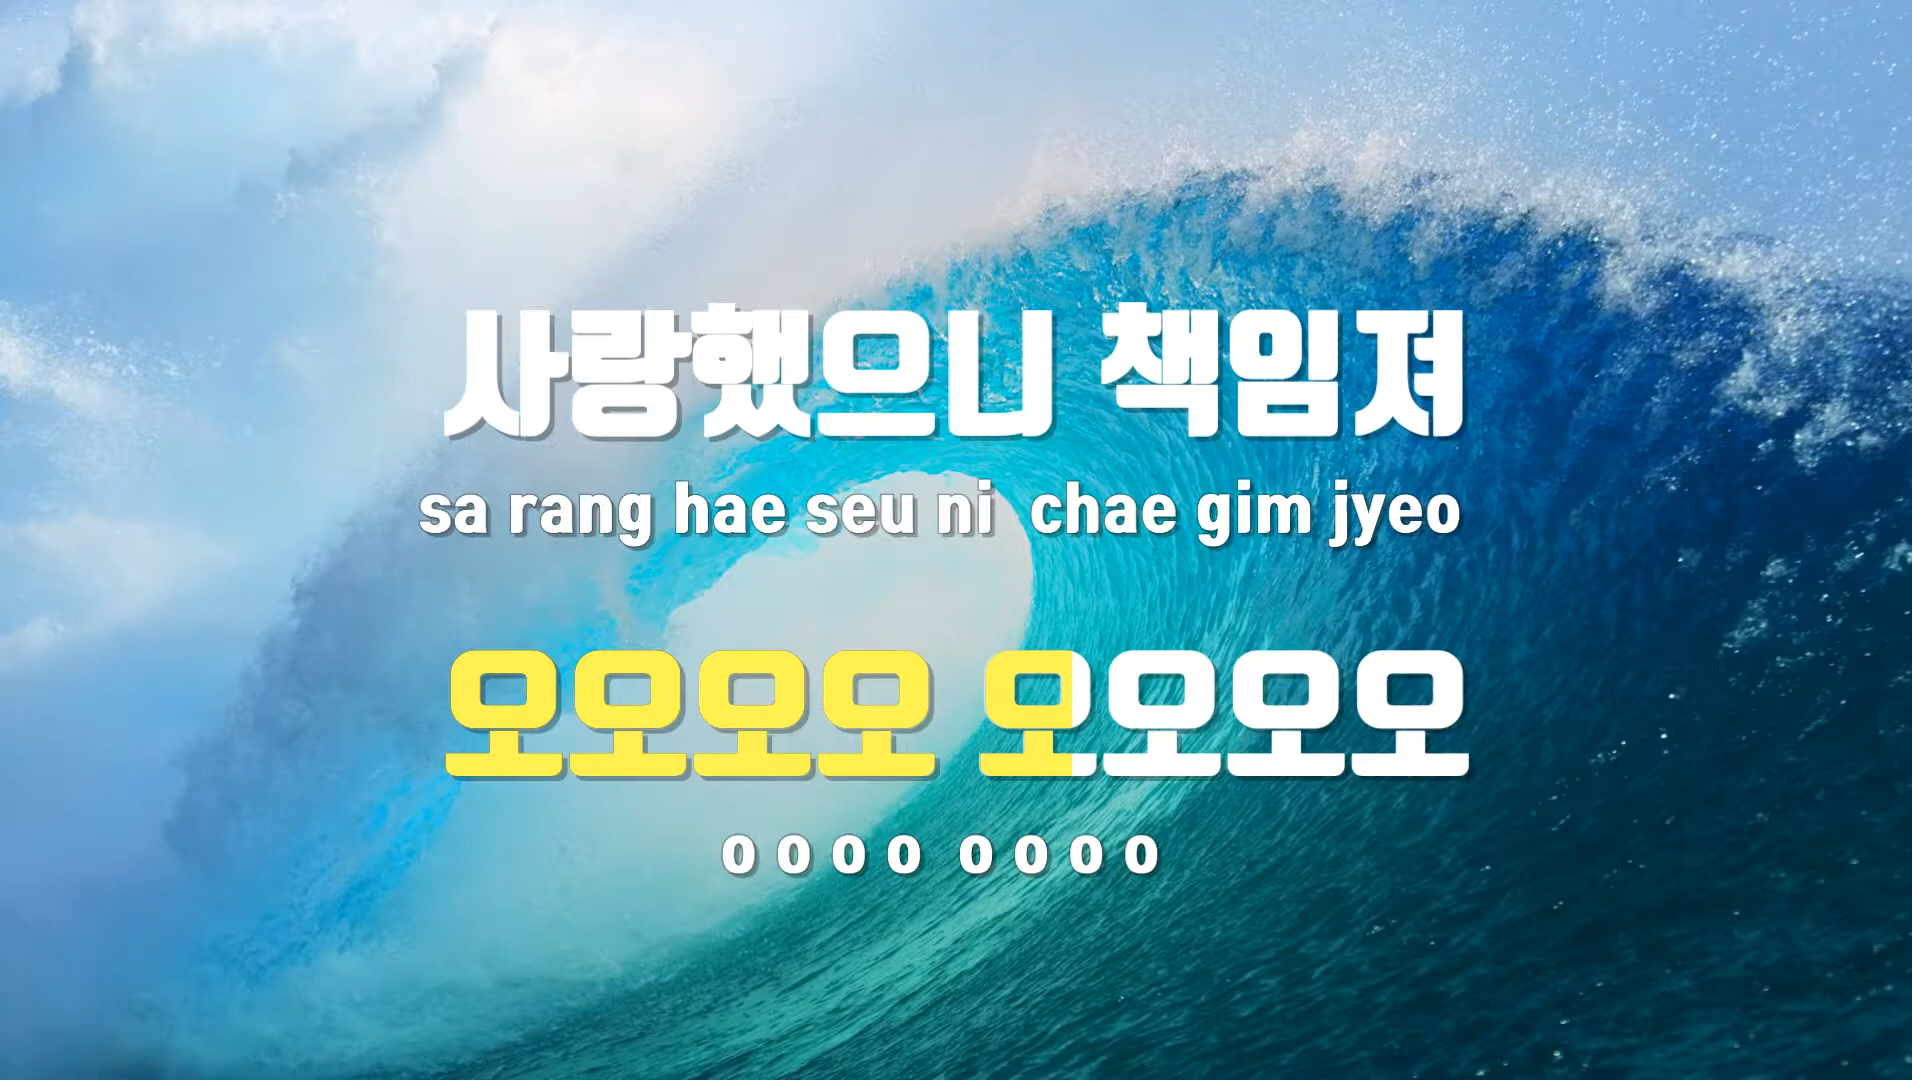 사랑했으니 책임져
sa rang hae seu ni chae gim jyeo
오오오오 오오오오
o o o o o o o o